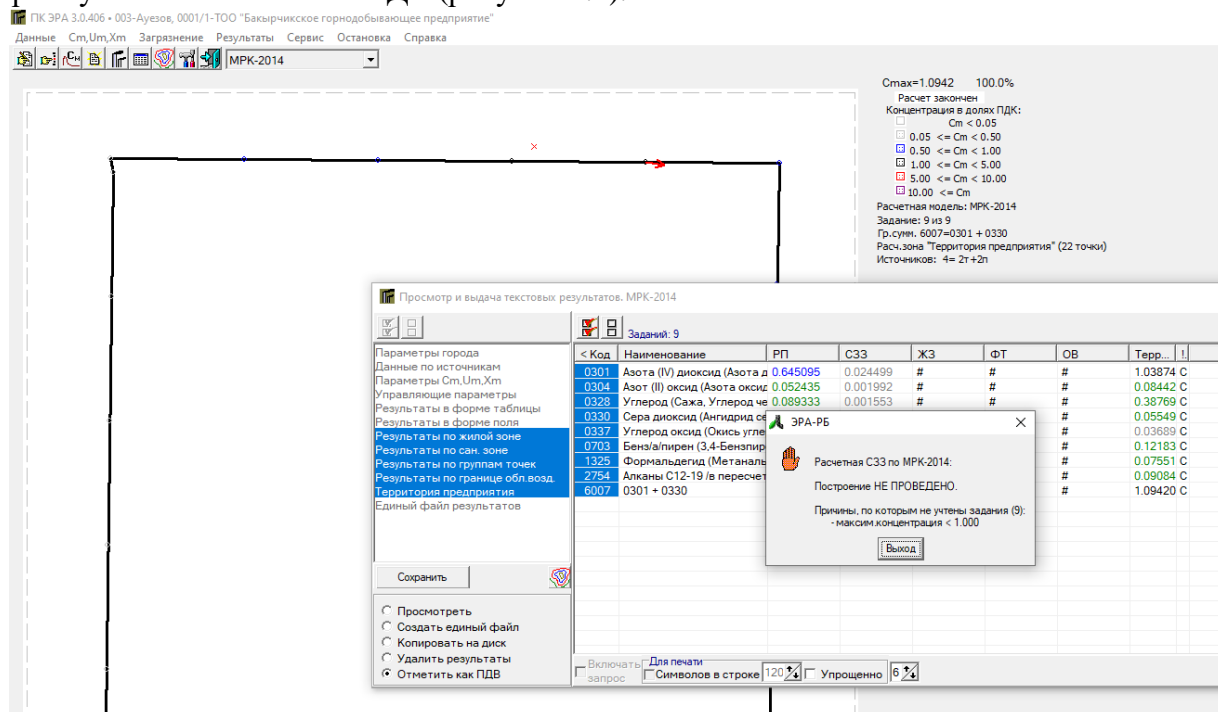 ПК ЭРА 3.0.406 • 003-Ауезов, 0001/1-ТОО "Бакырчикское горнодобывающее предприятие"
Данные Cm,Um,Xm Загрязнение Результаты Сервис Остановка Справка
МРК-2014
Cmax=1.0942 100.0%
Расчет закончен
Концентрация в долях ПДК:
Cm < 0.05
0.05 <= Cm < 0.50
0.50 <= Cm < 1.00
1.00 <= Cm < 5.00
5.00 <= Cm < 10.00
10.00 <= Cm
Расчетная модель: МРК-2014
Задание: 9 из 9
Гр.сумм. 6007=0301 + 0330
Расч.зона "Территория предприятия" (22 точки)
Источников: 4= 2т+2п
Просмотр и выдача текстовых результатов. МРК-2014
Заданий: 9
Параметры города
Данные по источникам
Параметры Cm,Um,Xm
Управляющие параметры
Результаты в форме таблицы
Результаты в форме поля
Результаты по жилой зоне
Результаты по сан. зоне
Результаты по группам точек
Результаты по границе обл.возд.
Территория предприятия
Единый файл результатов
Сохранить
Просмотреть
Создать единый файл
Копировать на диск
Удалить результаты
Отметить как ПДВ
< Код Наименование РП СЗЗ ЖЗ ФТ ОВ Терр... !.
0301 Азота (IV) диоксид (Азота д 0.645095 0.024499 # # # 1.03874 С
0304 Азот (II) оксид (Азота оксид 0.052435 0.001992 # # # 0.08442 С
0328 Углерод (Сажа, Углерод че 0.089333 0.001553 # # # 0.38769 С
0330 Сера диоксид (Ангидрид се # 0.05549 С
0337 Углерод оксид (Окись угле # 0.03689 С
0703 Бенз/а/пирен (3,4-Бензпир # 0.12183 С
1325 Формальдегид (Метаналь # 0.07551 С
2754 Алканы С12-19 /в пересчет # 0.09084 С
6007 0301 + 0330 # 1.09420 С
ЭРА-РБ
Расчетная СЗЗ по МРК-2014:
Построение НЕ ПРОВЕДЕНО.
Причины, по которым не учтены задания (9):
- максим.концентрация < 1.000
Выход
Включать запрос
Для печати
Символов в строке 120 Упрощенно 6